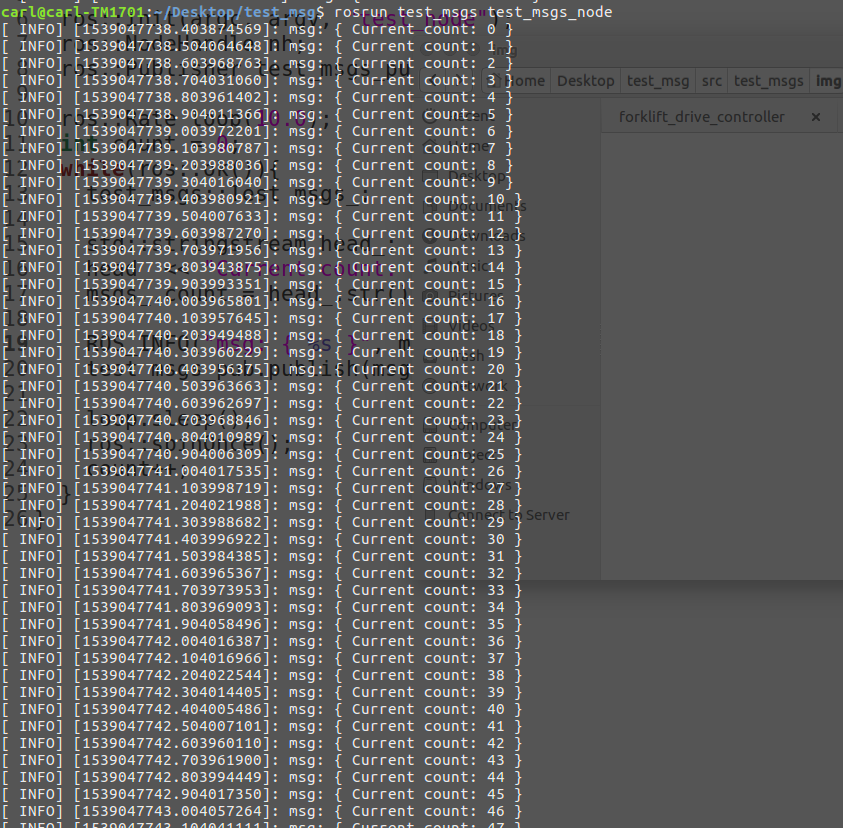 carl@carl-TM1701:~/Desktop/test_msg$ rosrun test_msgs test_msgs_node
[ INFO] [1539047738.403874569]: msg: { Current count: 0 }
[ INFO] [1539047738.504064648]: msg: { Current count: 1 }
[ INFO] [1539047738.603968763]: msg: { Current count: 2 }
[ INFO] [1539047738.704031060]: msg: { Current count: 3 }
[ INFO] [1539047738.803961402]: msg: { Current count: 4 }
[ INFO] [1539047738.904011366]: msg: { Current count: 5 }
[ INFO] [1539047739.003972201]: msg: { Current count: 6 }
[ INFO] [1539047739.103980787]: msg: { Current count: 7 }
[ INFO] [1539047739.203988036]: msg: { Current count: 8 }
[ INFO] [1539047739.304016040]: msg: { Current count: 9 }
[ INFO] [1539047739.403980921]: msg: { Current count: 10 }
[ INFO] [1539047739.504007633]: msg: { Current count: 11 }
[ INFO] [1539047739.603987270]: msg: { Current count: 12 }
[ INFO] [1539047739.703971956]: msg: { Current count: 13 }
[ INFO] [1539047739.803943875]: msg: { Current count: 14 }
[ INFO] [1539047739.903993351]: msg: { Current count: 15 }
[ INFO] [1539047740.003965801]: msg: { Current count: 16 }
[ INFO] [1539047740.103957645]: msg: { Current count: 17 }
[ INFO] [1539047740.203949488]: msg: { Current count: 18 }
[ INFO] [1539047740.303960229]: msg: { Current count: 19 }
[ INFO] [1539047740.403956375]: msg: { Current count: 20 }
[ INFO] [1539047740.503963663]: msg: { Current count: 21 }
[ INFO] [1539047740.603962697]: msg: { Current count: 22 }
[ INFO] [1539047740.703968846]: msg: { Current count: 23 }
[ INFO] [1539047740.804010989]: msg: { Current count: 24 }
[ INFO] [1539047740.904006309]: msg: { Current count: 25 }
[ INFO] [1539047741.004017535]: msg: { Current count: 26 }
[ INFO] [1539047741.103998719]: msg: { Current count: 27 }
[ INFO] [1539047741.204021988]: msg: { Current count: 28 }
[ INFO] [1539047741.303988682]: msg: { Current count: 29 }
[ INFO] [1539047741.403996922]: msg: { Current count: 30 }
[ INFO] [1539047741.503984385]: msg: { Current count: 31 }
[ INFO] [1539047741.603965367]: msg: { Current count: 32 }
[ INFO] [1539047741.703973953]: msg: { Current count: 33 }
[ INFO] [1539047741.803969093]: msg: { Current count: 34 }
[ INFO] [1539047741.904058496]: msg: { Current count: 35 }
[ INFO] [1539047742.004016387]: msg: { Current count: 36 }
[ INFO] [1539047742.104016966]: msg: { Current count: 37 }
[ INFO] [1539047742.204022544]: msg: { Current count: 38 }
[ INFO] [1539047742.304014405]: msg: { Current count: 39 }
[ INFO] [1539047742.404005486]: msg: { Current count: 40 }
[ INFO] [1539047742.504007101]: msg: { Current count: 41 }
[ INFO] [1539047742.603960110]: msg: { Current count: 42 }
[ INFO] [1539047742.703961900]: msg: { Current count: 43 }
[ INFO] [1539047742.803994449]: msg: { Current count: 44 }
[ INFO] [1539047742.904017350]: msg: { Current count: 45 }
[ INFO] [1539047743.004057264]: msg: { Current count: 46 }
[ INFO] [1539047743.104041111]: msg: { Current count: 47 }
Home Desktop test_msg src test_msgs img
forklift_drive_controller ×
Connect to Server